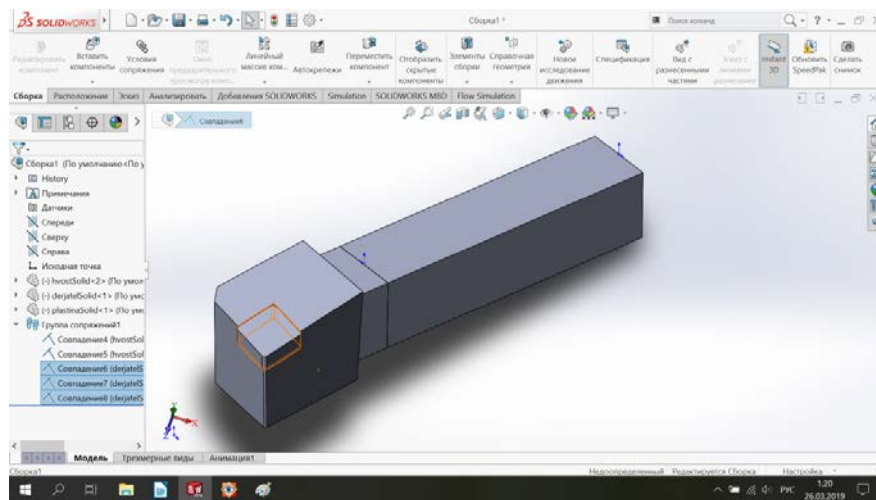 SOLIDWORKS
Сборка1 *
Поиск команд
Редактировать компонент
Вставить компоненты
Условия сопряжения
Линейный массив ком...
Автокрепежи
Переместить компонент
Отобразить скрытые компоненты
Элементы сборки
Справочная геометрия
Новое исследование движения
Спецификация
Вид с разнесенными частями
Instant 3D
Обновить SpeedPak
Сделать снимок
Сборка Расположение Эскиз Анализировать Добавления SOLIDWORKS Simulation SOLIDWORKS MBD Flow Simulation
Совпадение8
Сборка1 (По умолчанию<По у
History
Примечания
Датчики
Спереди
Сверху
Справа
Исходная точка
(-) hvostSolid<2> (По умол
(-) derjatelSolid<1> (По умс
(-) plastinaSolid<1> (По уме
Группа сопряжений1
Совпадение4 (hvostSol
Совпадение5 (hvostSol
Совпадение6 (derjatelS
Совпадение7 (derjatelS
Совпадение8 (derjatelS
Модель Трехмерные виды Анимация1
Сборка1
Недоопределенный Редактируется Сборка Настройка
РУС
1:20
26.03.2019